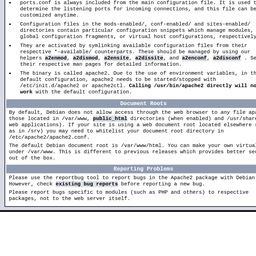 ports.conf is always included from the main configuration file. It is used t
determine the listening ports for incoming connections, and this file can be
customized anytime.
Configuration files in the mods-enabled/, conf-enabled/ and sites-enabled/
directories contain particular configuration snippets which manage modules,
global configuration fragments, or virtual host configurations, respectively
They are activated by symlinking available configuration files from their
respective *-available/ counterparts. These should be managed by using our
helpers a2enmod, a2dismod, a2ensite, a2dissite, and a2enconf, a2disconf . Se
their respective man pages for detailed information.
The binary is called apache2. Due to the use of environment variables, in th
default configuration, apache2 needs to be started/stopped with
/etc/init.d/apache2 or apache2ctl. Calling /usr/bin/apache2 directly will no
work with the default configuration.
Document Roots
By default, Debian does not allow access through the web browser to any file apa
those located in /var/www, public_html directories (when enabled) and /usr/share
web applications). If your site is using a web document root located elsewhere
as in /srv) you may need to whitelist your document root directory in
/etc/apache2/apache2.conf.
The default Debian document root is /var/www/html. You can make your own virtual
under /var/www. This is different to previous releases which provides better sec
out of the box.
Reporting Problems
Please use the reportbug tool to report bugs in the Apache2 package with Debian
However, check existing bug reports before reporting a new bug.
Please report bugs specific to modules (such as PHP and others) to respective
packages, not to the web server itself.